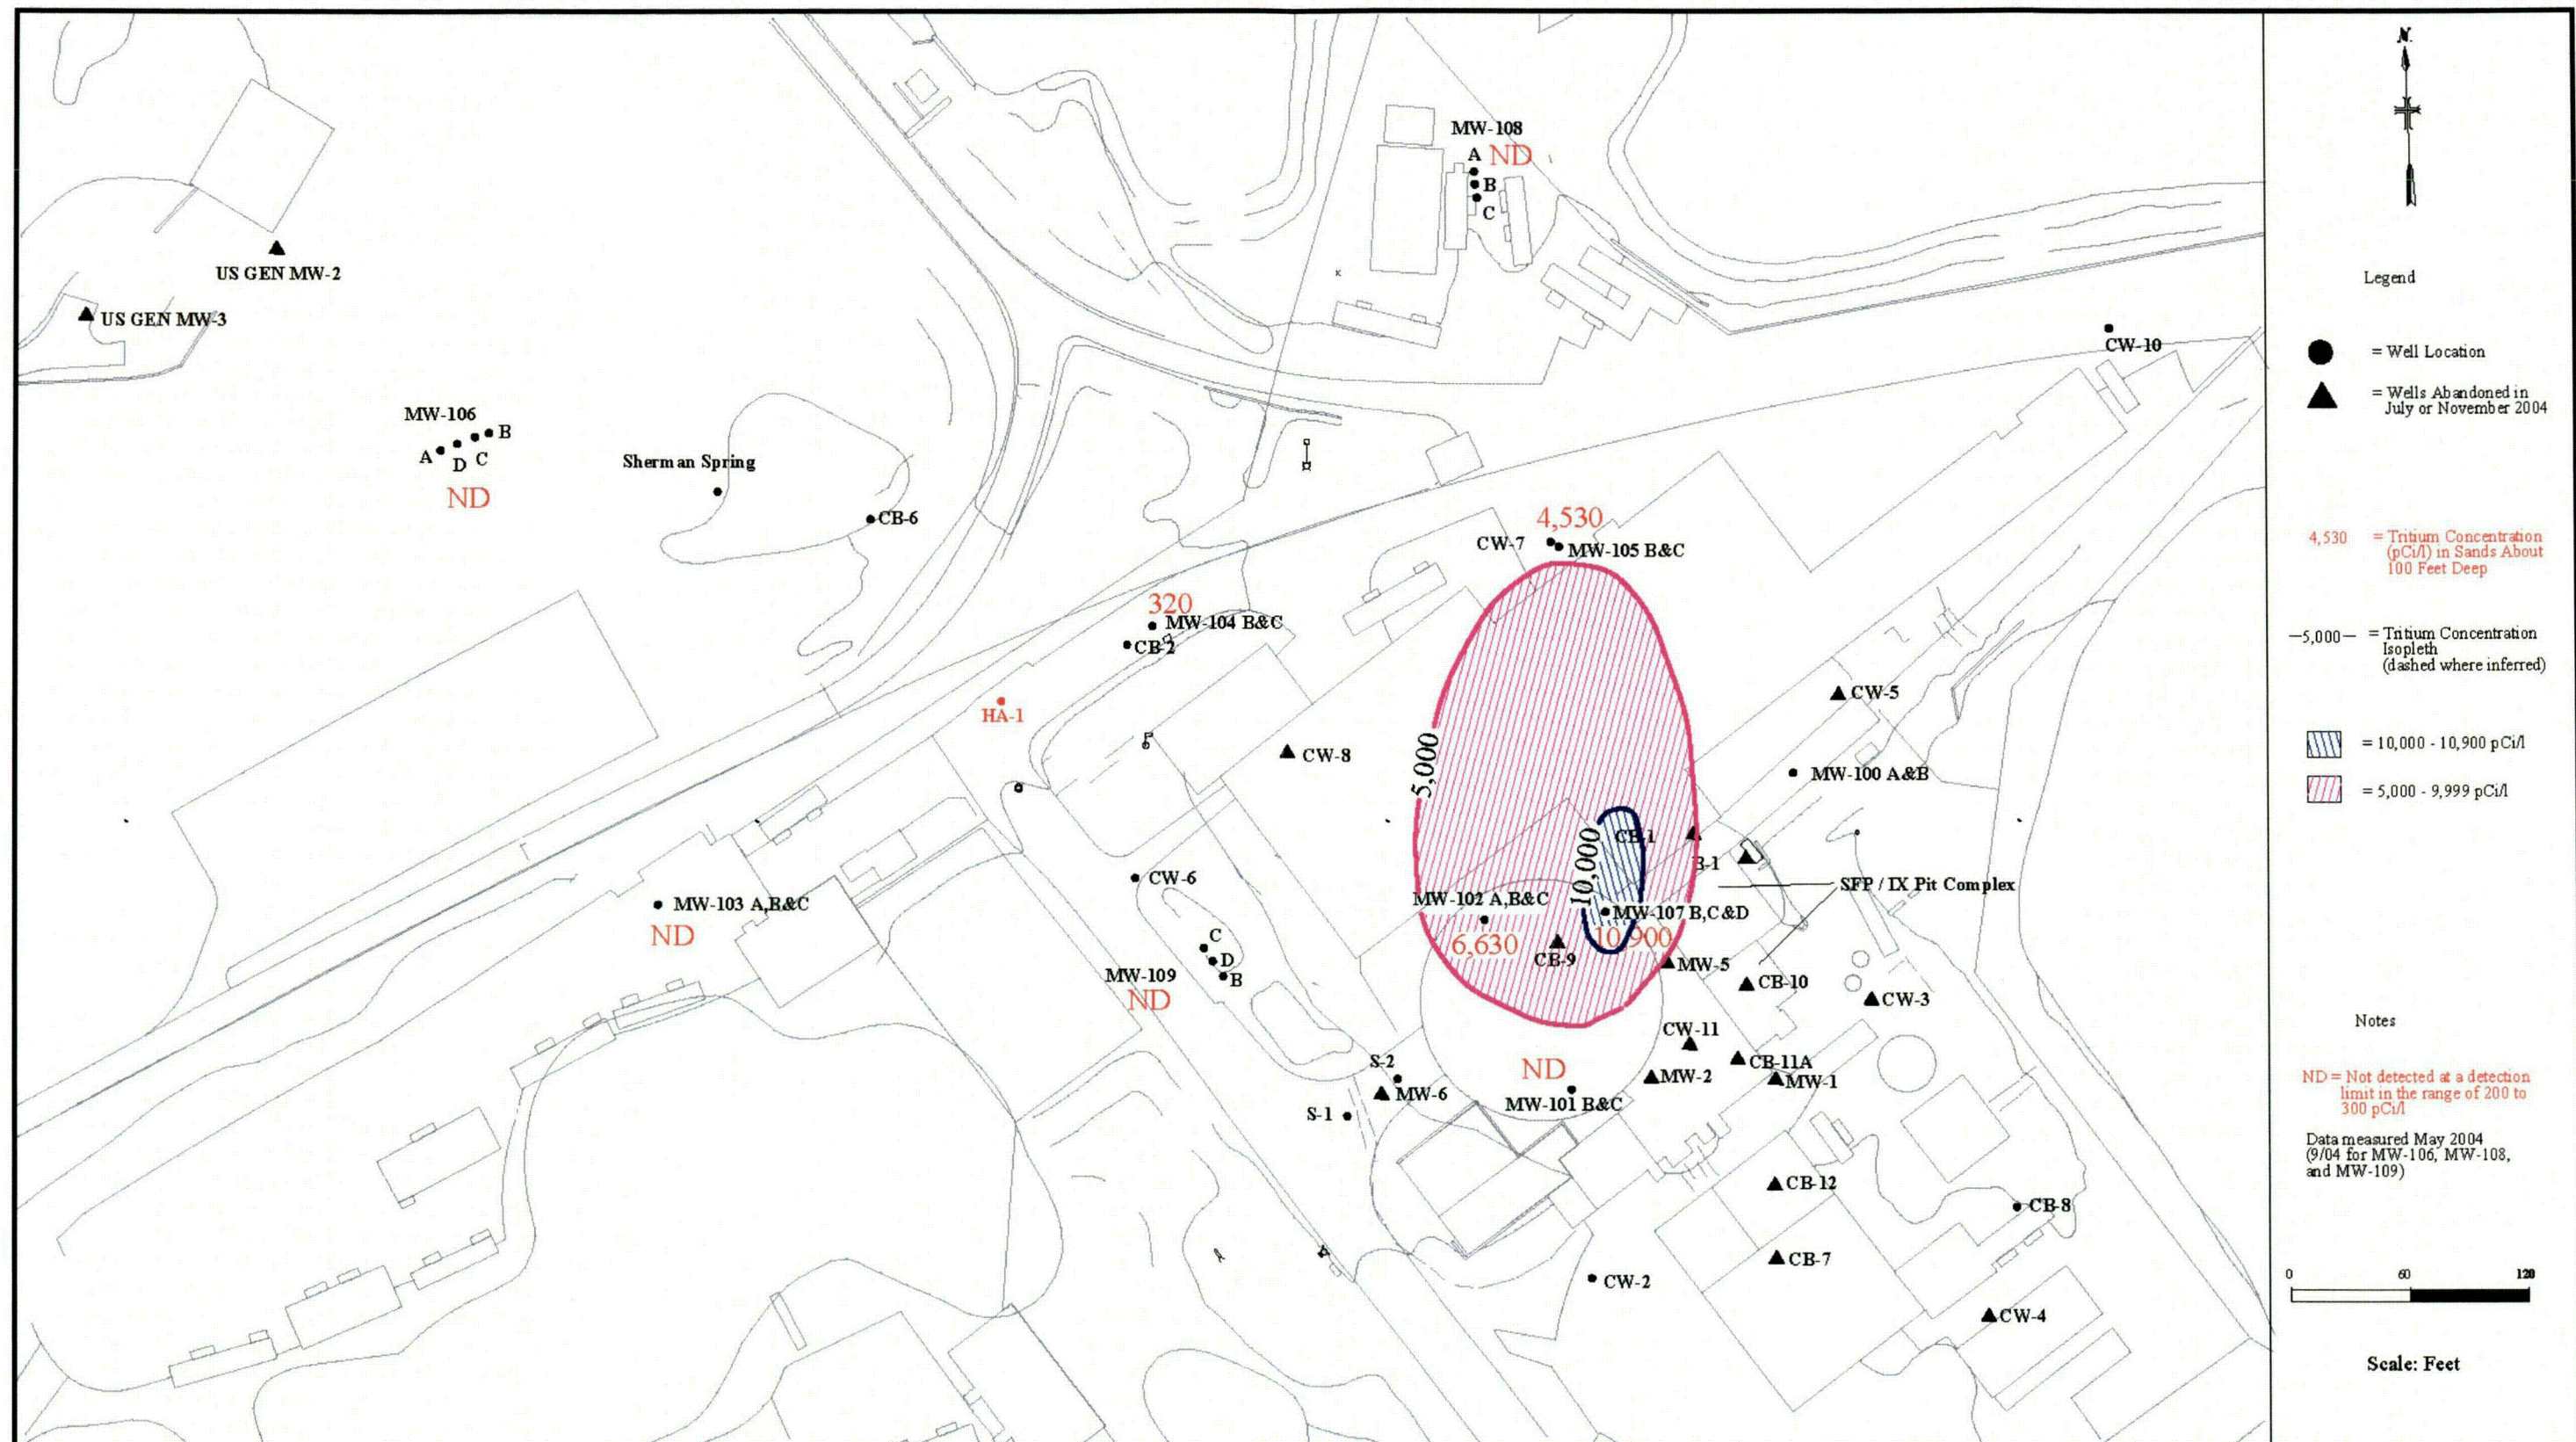 N
MW-108
A ND
B
C
US GEN MW-2
US GEN MW-3
CW-10
MW-106
B
A D C
ND
Sherman Spring
CB-6
4,530
CW-7 MW-105 B&C
320
MW-104 B&C
CB-2
HA-1
CW-5
CW-8
5,000
MW-100 A&B
10,000
CB-1
B-1
CW-6
SFP / IX Pit Complex
MW-102 A,B&C
MW-107 B,C&D
MW-103 A,B&C
ND
6,630
10,900
C
D
B
MW-109
ND
CB-9
MW-5
CB-10
CW-3
CW-11
S-2
ND
CB-11A
MW-2
MW-1
MW-6
MW-101 B&C
S-1
CB-12
CB-8
CB-7
CW-2
CW-4
Legend
= Well Location
= Wells Abandoned in
July or November 2004
4,530 = Tritium Concentration
(pCi/l) in Sands About
100 Feet Deep
—5,000— = Tritium Concentration
Isopleth
(dashed where inferred)
= 10,000 - 10,900 pCi/l
= 5,000 - 9,999 pCi/l
Notes
ND = Not detected at a detection
limit in the range of 200 to
300 pCi/l
Data measured May 2004
(9/04 for MW-106, MW-108,
and MW-109)
0 60 120
Scale: Feet